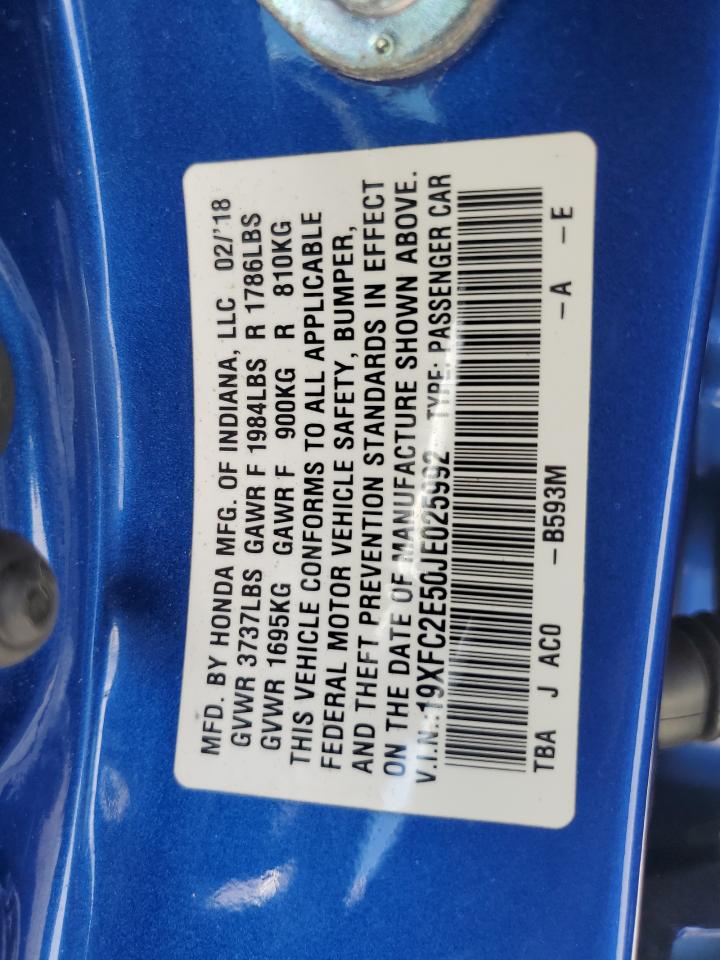 MFD. BY HONDA MFG. OF INDIANA, LLC 02/'18
GVWR 3737LBS GAWR F 1984LBS R 1786LBS
GVWR 1695KG GAWR F 900KG R 810KG
THIS VEHICLE CONFORMS TO ALL APPLICABLE
FEDERAL MOTOR VEHICLE SAFETY, BUMPER,
AND THEFT PREVENTION STANDARDS IN EFFECT
ON THE DATE OF MANUFACTURE SHOWN ABOVE.
V.I.N.:19XFC2E50JE025992 TYPE: PASSENGER CAR
TBA J AC0 -B593M -A -E